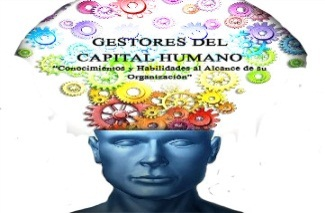 GESTORES DEL
CAPITAL HUMANO
"Conocimientos y Habilidades al Alcance de su
Organización"